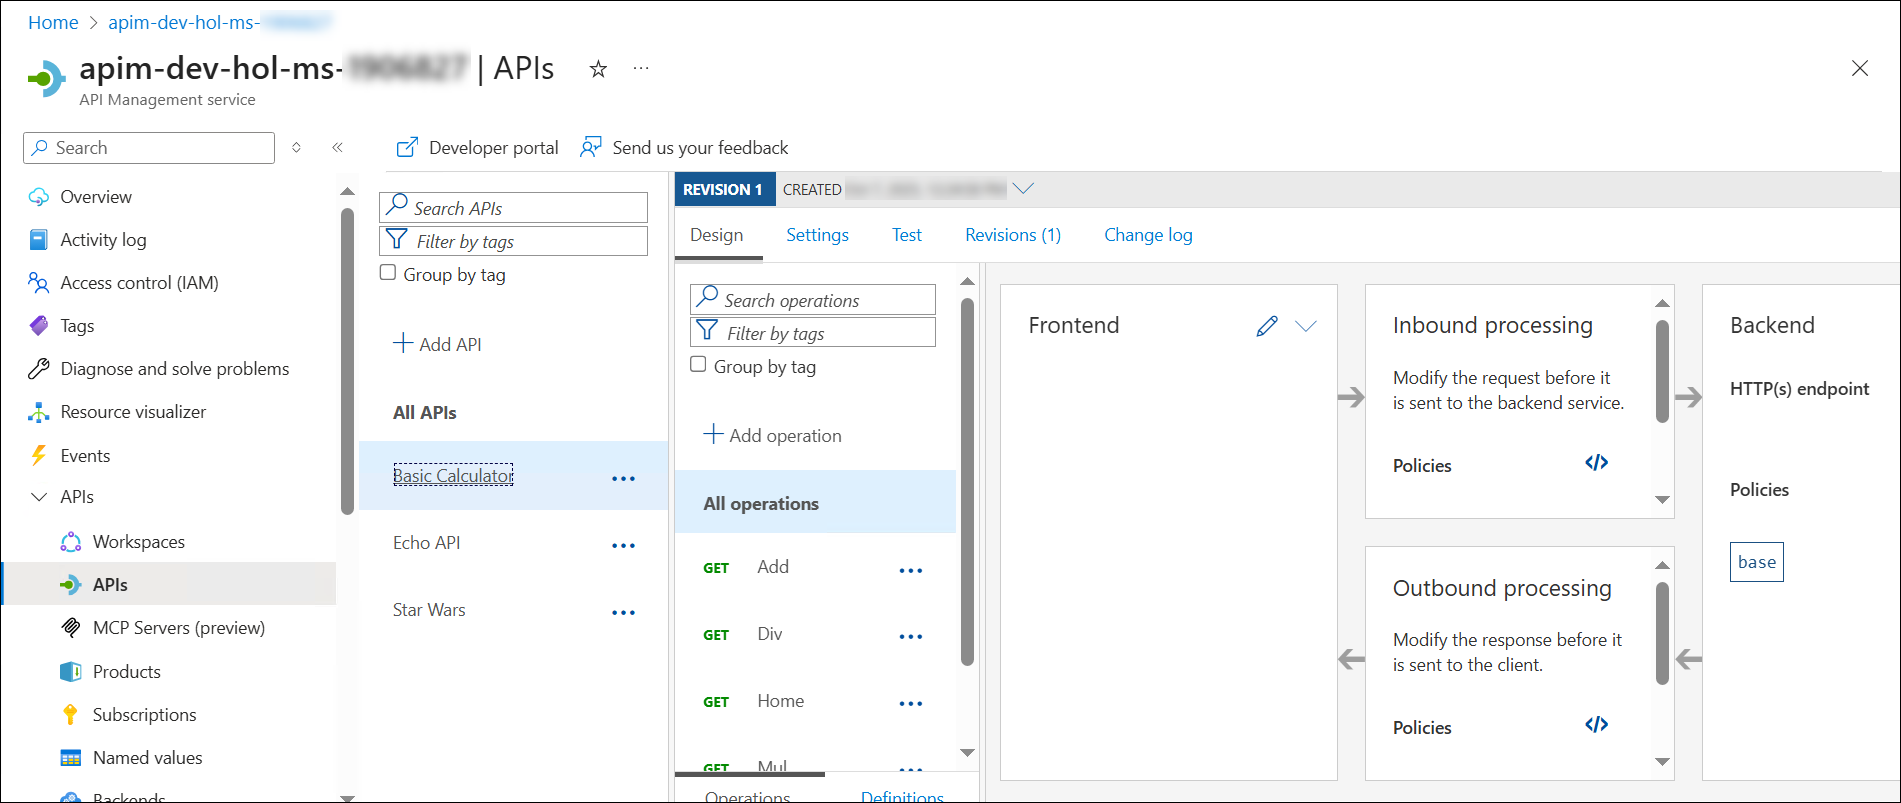 Home > apim-dev-hol-ms-
apim-dev-hol-ms- | APIs
API Management service
Search
Developer portal
Send us your feedback
Overview
Activity log
Access control (IAM)
Tags
Diagnose and solve problems
Resource visualizer
Events
APIs
Workspaces
APIs
MCP Servers (preview)
Products
Subscriptions
Named values
Backends
Search APIs
Filter by tags
Group by tag
+ Add API
All APIs
Basic Calculator
Echo API
Star Wars
REVISION 1
CREATED
Design
Settings
Test
Revisions (1)
Change log
Search operations
Filter by tags
Group by tag
+ Add operation
All operations
GET Add
GET Div
GET Home
GET Mul
Operations
Definitions
Frontend
Inbound processing
Modify the request before it
is sent to the backend service.
Policies </>
Outbound processing
Modify the response before it
is sent to the client.
Policies </>
Backend
HTTP(s) endpoint
Policies
base